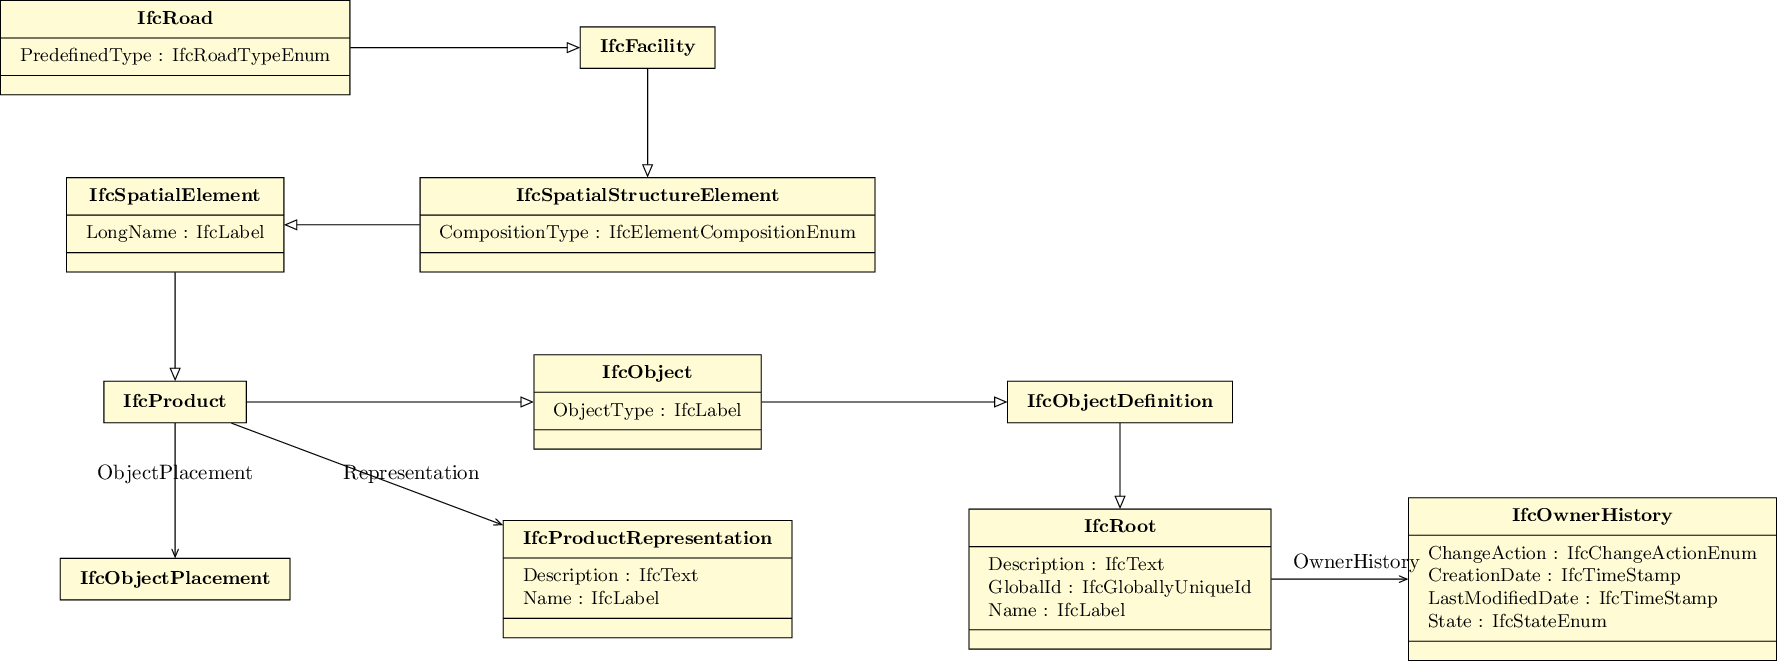 IfcRoad
PredefinedType : IfcRoadTypeEnum
IfcFacility
IfcSpatialElement
LongName : IfcLabel
IfcSpatialStructureElement
CompositionType : IfcElementCompositionEnum
IfcProduct
IfcObject
ObjectType : IfcLabel
IfcObjectDefinition
ObjectPlacement
Representation
IfcObjectPlacement
IfcProductRepresentation
Description : IfcText
Name : IfcLabel
IfcRoot
Description : IfcText
GlobalId : IfcGloballyUniqueId
Name : IfcLabel
OwnerHistory
IfcOwnerHistory
ChangeAction : IfcChangeActionEnum
CreationDate : IfcTimeStamp
LastModifiedDate : IfcTimeStamp
State : IfcStateEnum